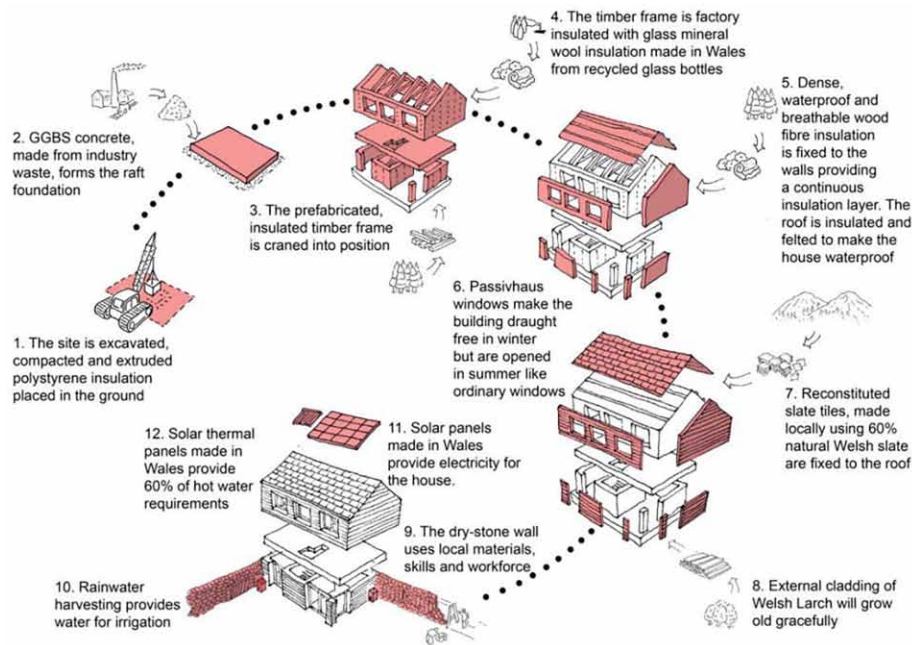 1. The site is excavated,
compacted and extruded
polystyrene insulation
placed in the ground
2. GGBS concrete,
made from industry
waste, forms the raft
foundation
3. The prefabricated,
insulated timber frame
is craned into position
4. The timber frame is factory
insulated with glass mineral
wool insulation made in Wales
from recycled glass bottles
5. Dense,
waterproof and
breathable wood
fibre insulation
is fixed to the
walls providing
a continuous
insulation layer. The
roof is insulated and
felted to make the
house waterproof
6. Passivhaus
windows make the
building draught
free in winter
but are opened
in summer like
ordinary windows
7. Reconstituted
slate tiles, made
locally using 60%
natural Welsh slate
are fixed to the roof
8. External cladding of
Welsh Larch will grow
old gracefully
9. The dry-stone wall
uses local materials,
skills and workforce
10. Rainwater
harvesting provides
water for irrigation
11. Solar panels
made in Wales
provide electricity for
the house.
12. Solar thermal
panels made in
Wales provide
60% of hot water
requirements